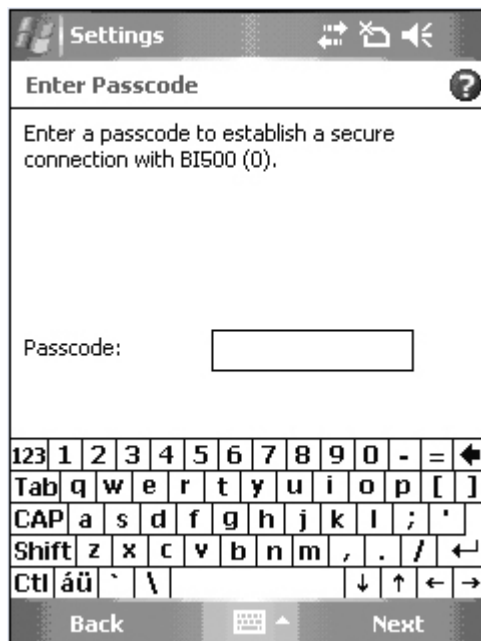 Settings
Enter Passcode ?
Enter a passcode to establish a secure
connection with BI500 (0).
Passcode:
123 1 2 3 4 5 6 7 8 9 0 - = 🡄
Tab q w e r t y u i o p [ ]
CAP a s d f g h j k l ; '
Shift z x c v b n m , . / ↵
Ctl áü ` \ ↓ ↑ ← →
Back Next